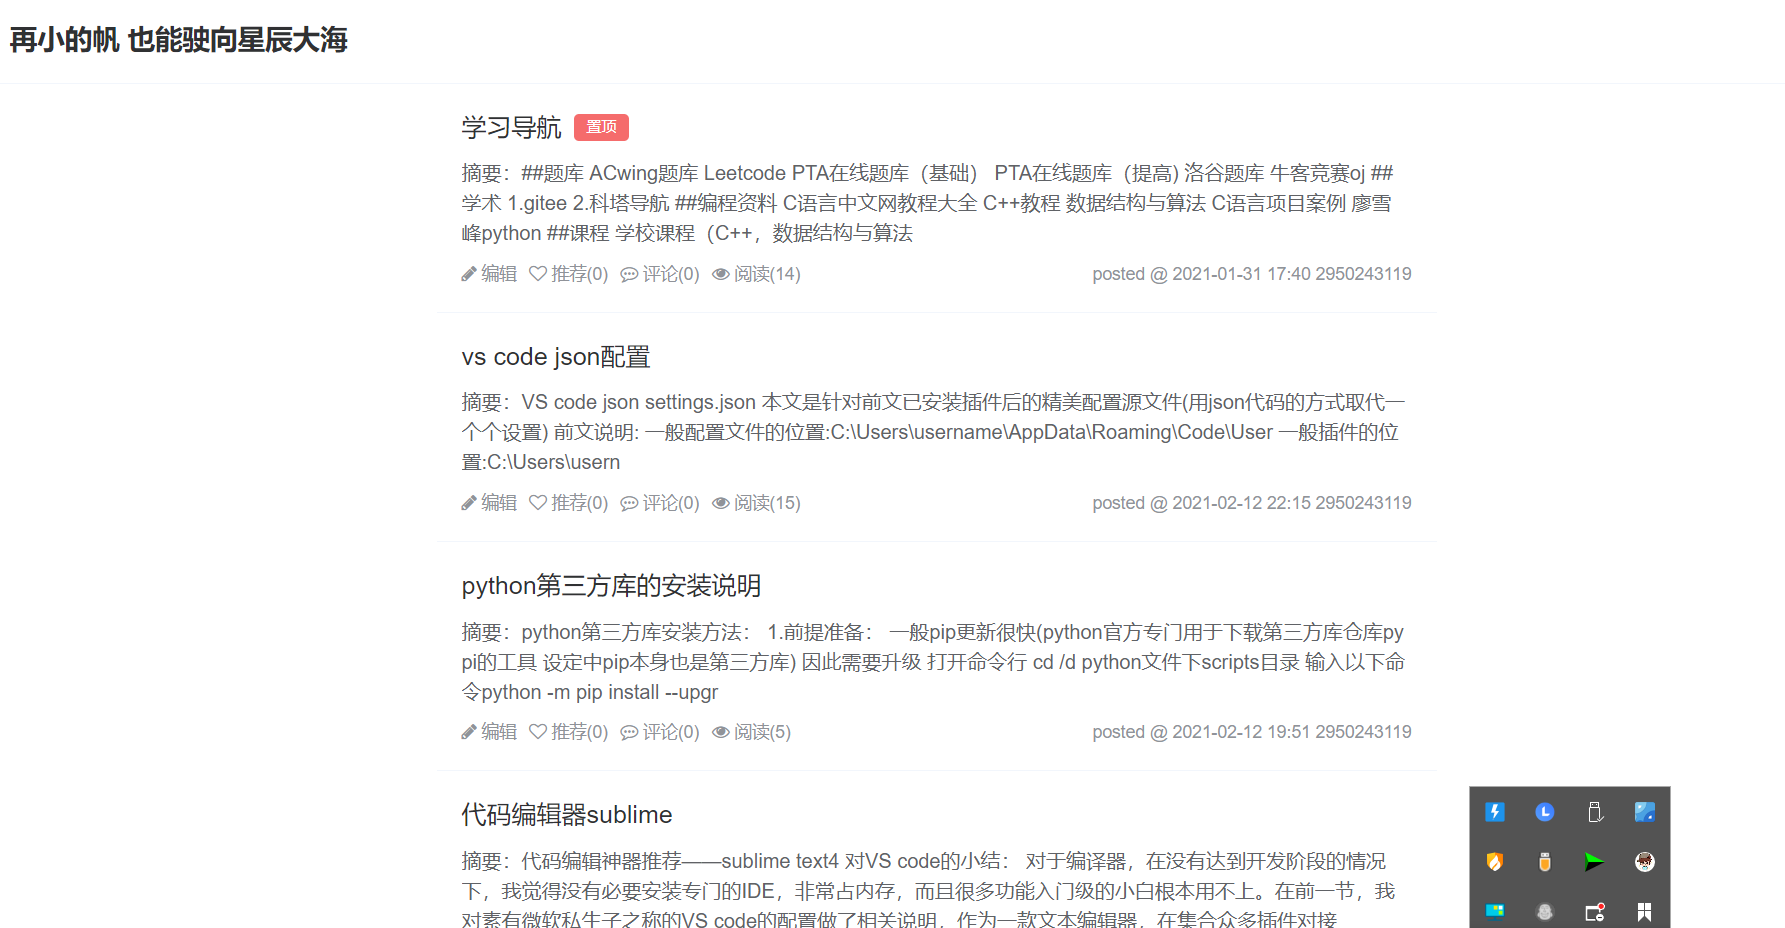 再小的帆 也能驶向星辰大海
学习导航 置顶
摘要：##题库 ACwing题库 Leetcode PTA在线题库（基础） PTA在线题库（提高) 洛谷题库 牛客竞赛oj ##
学术 1.gitee 2.科塔导航 ##编程资料 C语言中文网教程大全 C++教程 数据结构与算法 C语言项目案例 廖雪
峰python ##课程 学校课程（C++，数据结构与算法
编辑 推荐(0) 评论(0) 阅读(14) posted @ 2021-01-31 17:40 2950243119
vs code json配置
摘要：VS code json settings.json 本文是针对前文已安装插件后的精美配置源文件(用json代码的方式取代一
个个设置) 前文说明: 一般配置文件的位置:C:\Users\username\AppData\Roaming\Code\User 一般插件的位
置:C:\Users\usern
编辑 推荐(0) 评论(0) 阅读(15) posted @ 2021-02-12 22:15 2950243119
python第三方库的安装说明
摘要：python第三方库安装方法： 1.前提准备： 一般pip更新很快(python官方专门用于下载第三方库仓库py
pi的工具 设定中pip本身也是第三方库) 因此需要升级 打开命令行 cd /d python文件下scripts目录 输入以下命
令python -m pip install --upgr
编辑 推荐(0) 评论(0) 阅读(5) posted @ 2021-02-12 19:51 2950243119
代码编辑器sublime
摘要：代码编辑神器推荐——sublime text4 对VS code的小结： 对于编译器，在没有达到开发阶段的情况
下，我觉得没有必要安装专门的IDE，非常占内存，而且很多功能入门级的小白根本用不上。在前一节，我
对素有微软私生子之称的VS code的配置做了相关说明，作为一款文本编辑器，在集合众多插件对接